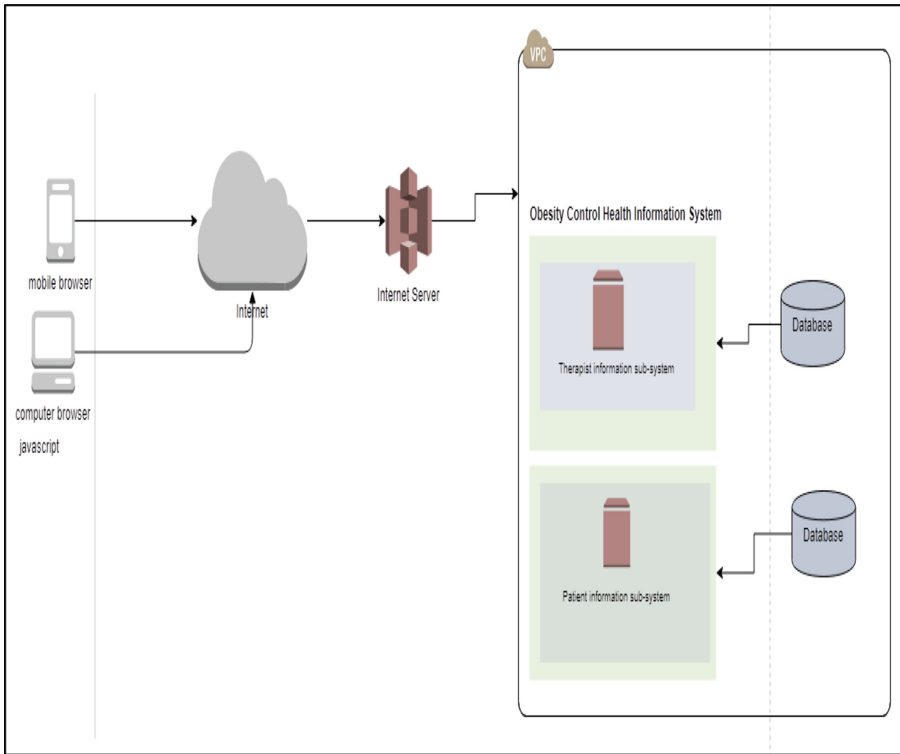 VPC
Obesity Control Health Information System
mobile browser
Internet
Internet Server
computer browser
javascript
Therapist information sub-system
Database
Patient information sub-system
Database